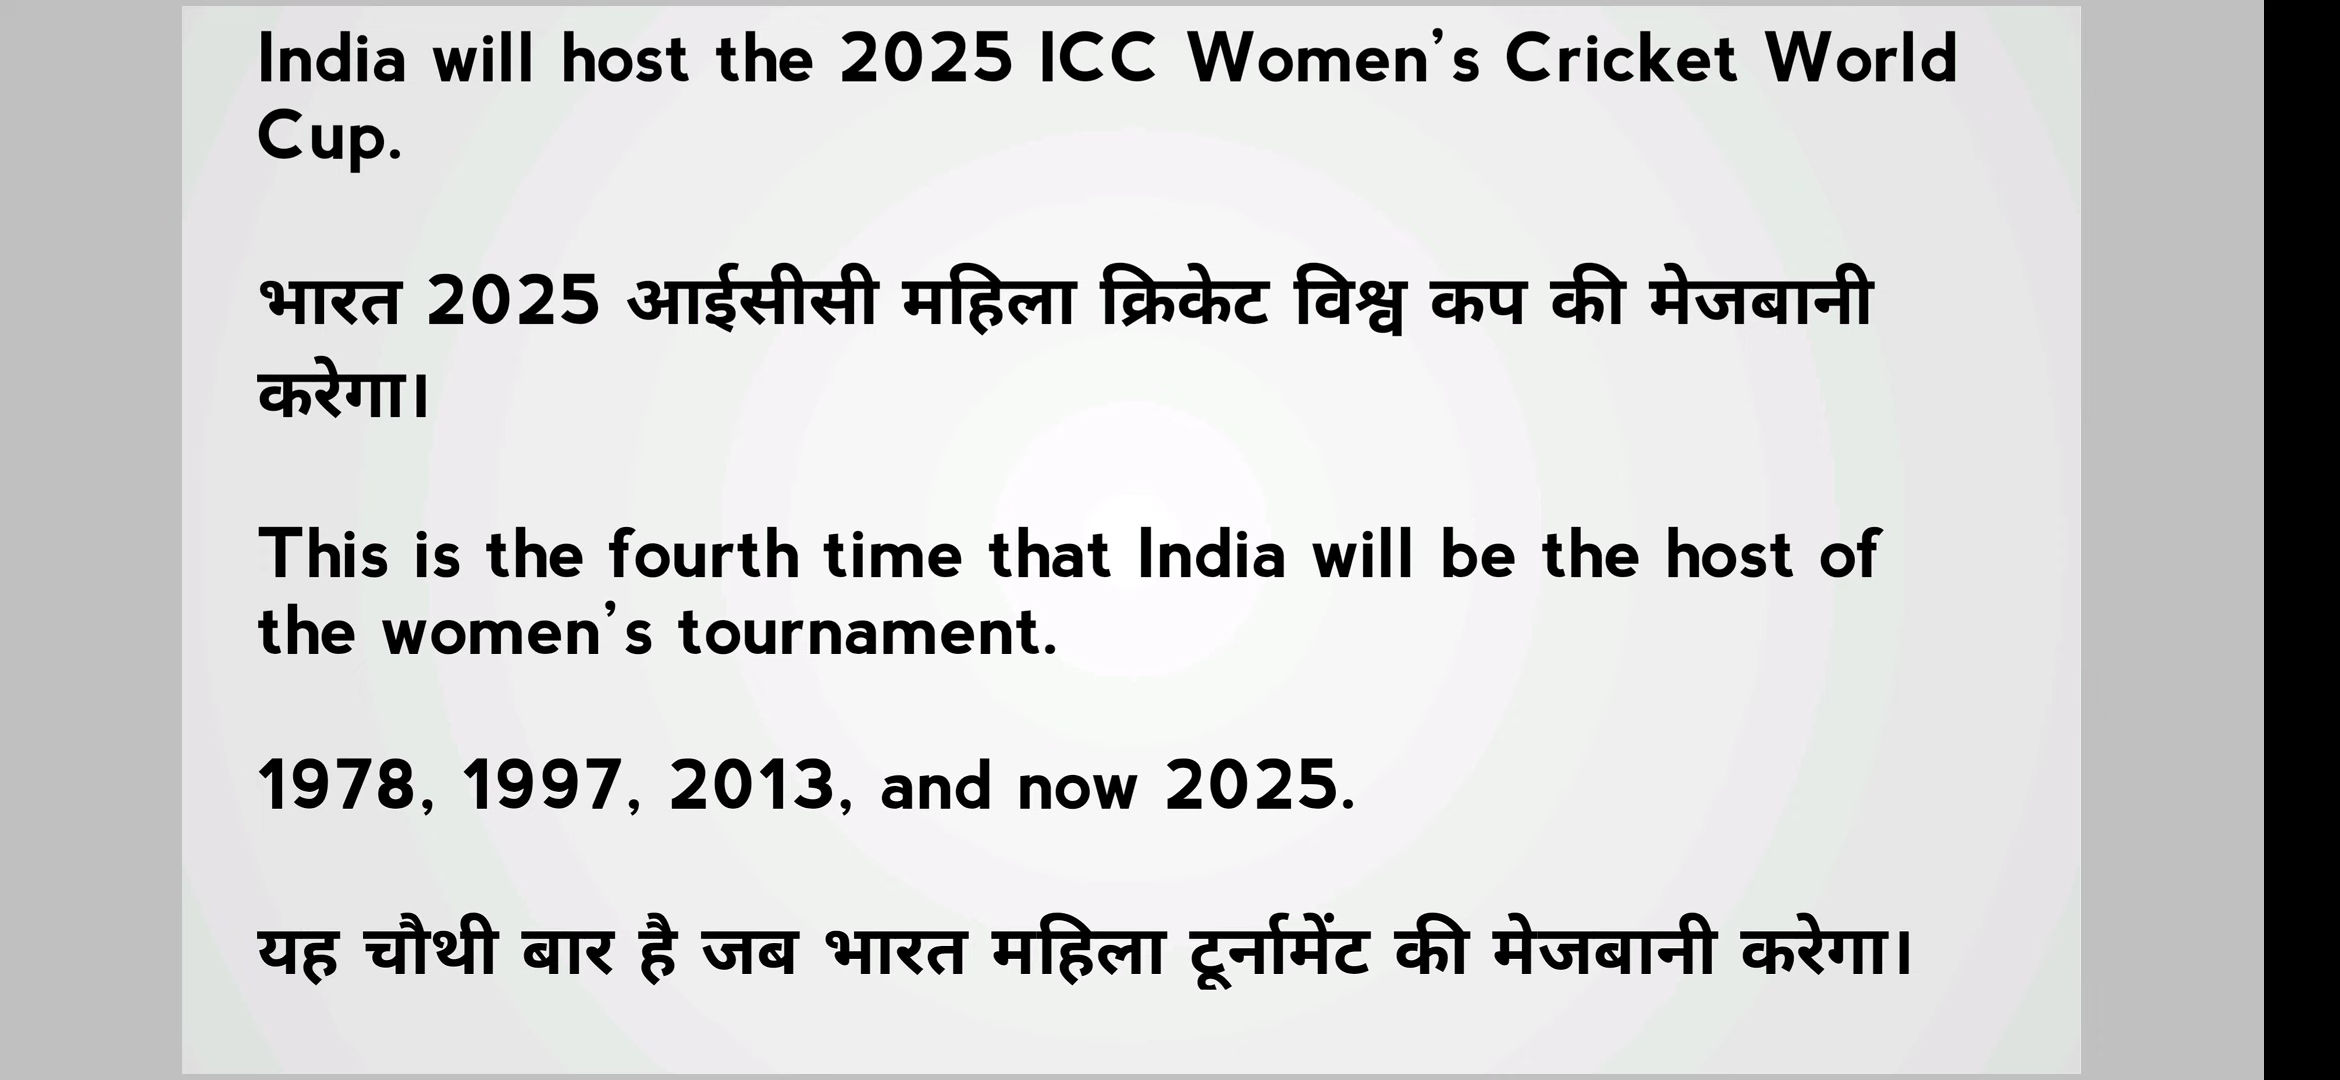 India will host the 2025 ICC Women’s Cricket World
Cup.
भारत 2025 आईसीसी महिला क्रिकेट विश्व कप की मेजबानी
करेगा।
This is the fourth time that India will be the host of
the women’s tournament.
1978, 1997, 2013, and now 2025.
यह चौथी बार है जब भारत महिला टूर्नामेंट की मेजबानी करेगा।